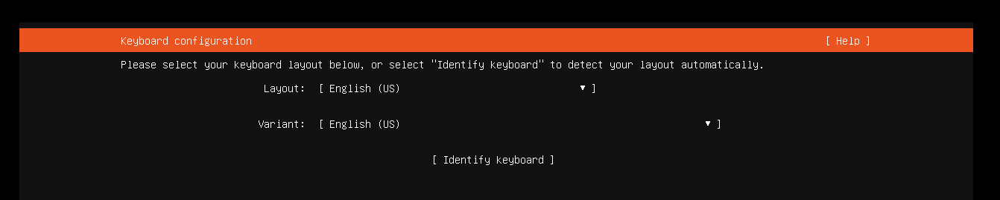 Keyboard configuration [ Help ]
Please select your keyboard layout below, or select "Identify keyboard" to detect your layout automatically.
Layout: [ English (US) ▾ ]
Variant: [ English (US) ▾ ]
[ Identify keyboard ]